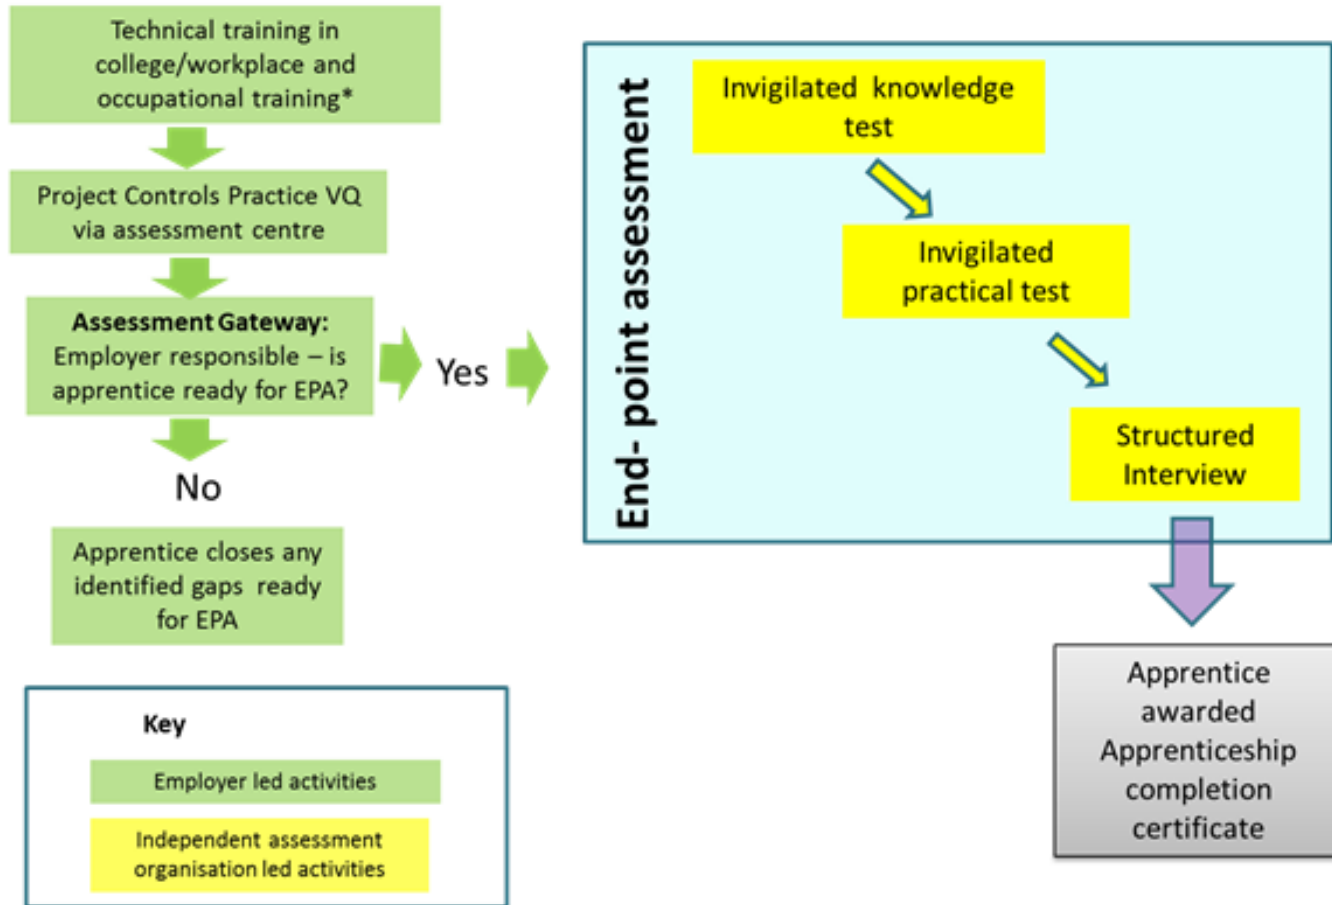 Technical training in
college/workplace and
occupational training*
Project Controls Practice VQ
via assessment centre
Assessment Gateway:
Employer responsible – is
apprentice ready for EPA?
Yes
No
Apprentice closes any
identified gaps ready
for EPA
End- point assessment
Invigilated knowledge
test
Invigilated
practical test
Structured
Interview
Apprentice
awarded
Apprenticeship
completion
certificate
Key
Employer led activities
Independent assessment
organisation led activities